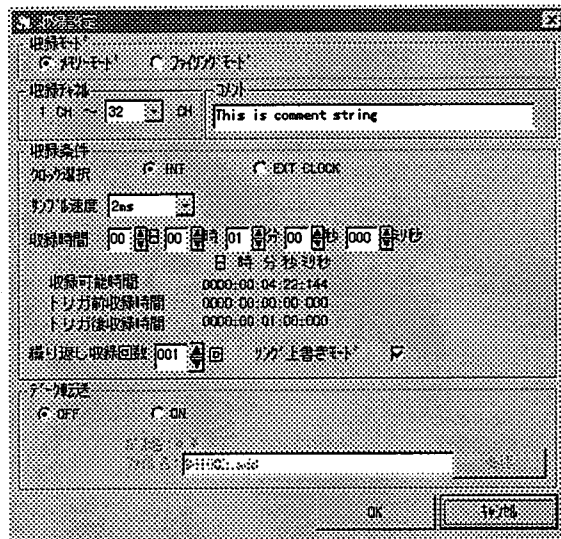 収録設定
収録モード
メモリーモード ファイリングモード
収録チャネル
1 CH ～ 32 CH
コメント
This is comment string
収録条件
クロック選択 INT EXT CLOCK
サンプル速度 2ms
収録時間 00 日 00 時 01 分 00 秒 000 ミリ秒
日 時 分 秒 ミリ秒
収録可能時間 0000:00:04:22:144
トリガ前収録時間 0000:00:00:00:000
トリガ後収録時間 0000:00:01:00:000
繰り返し収録回数 001 回 リング上書きモード
データ転送
OFF ON
OK キャンセル